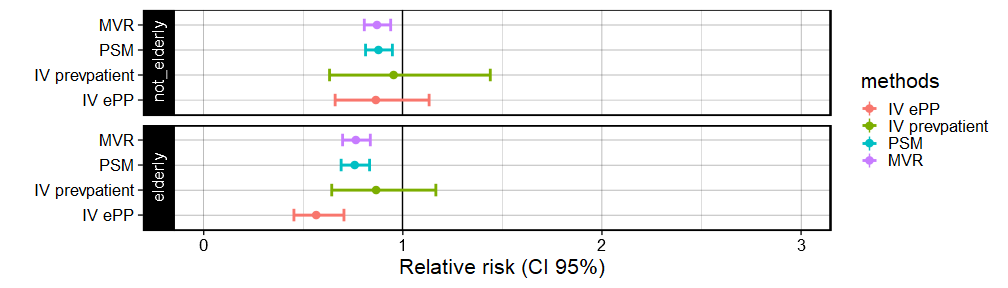 not_elderly
MVR
PSM
IV prevpatient
IV ePP
elderly
MVR
PSM
IV prevpatient
IV ePP
0 1 2 3
Relative risk (CI 95%)
methods
IV ePP
IV prevpatient
PSM
MVR